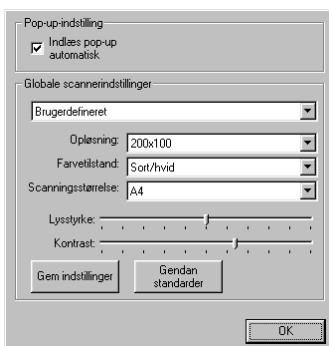 Pop-up-indstilling
Indlæs pop-up
automatisk
Globale scannerindstillinger
Brugerdefineret
Opløsning: 200x100
Farvetilstand: Sort/hvid
Scanningsstørrelse: A4
Lysstyrke:
Kontrast:
Gem indstillinger
Gendan
standarder
OK